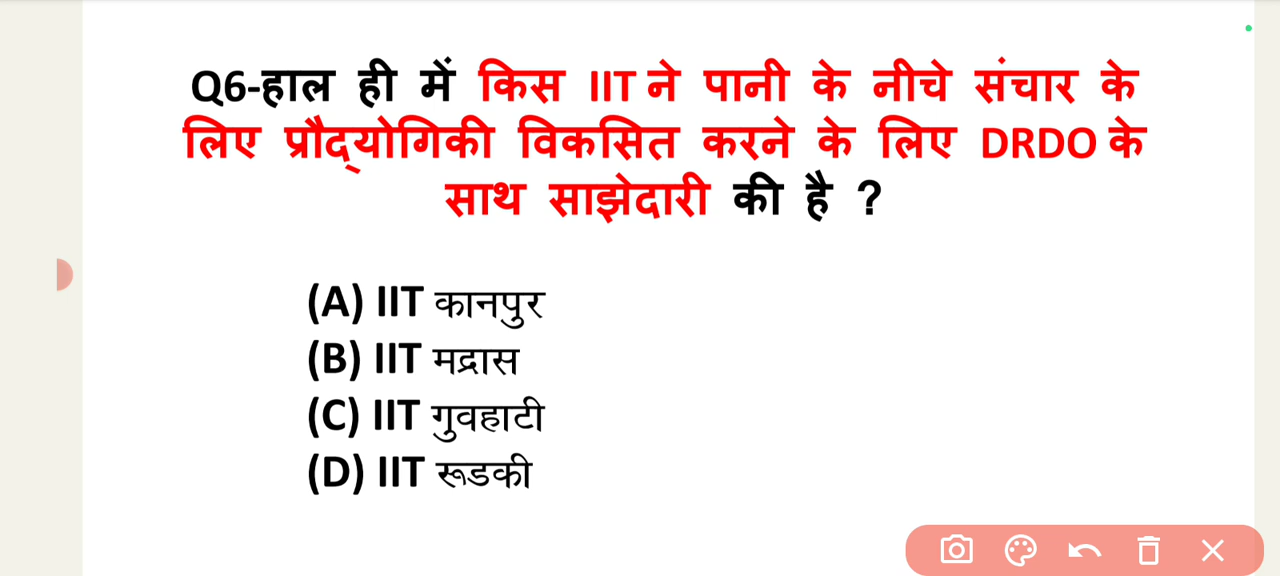 Q6-हाल ही में किस IIT ने पानी के नीचे संचार के
लिए प्रौद्योगिकी विकसित करने के लिए DRDO के
साथ साझेदारी की है ?
(A) IIT कानपुर
(B) IIT मद्रास
(C) IIT गुवहाटी
(D) IIT रूडकी